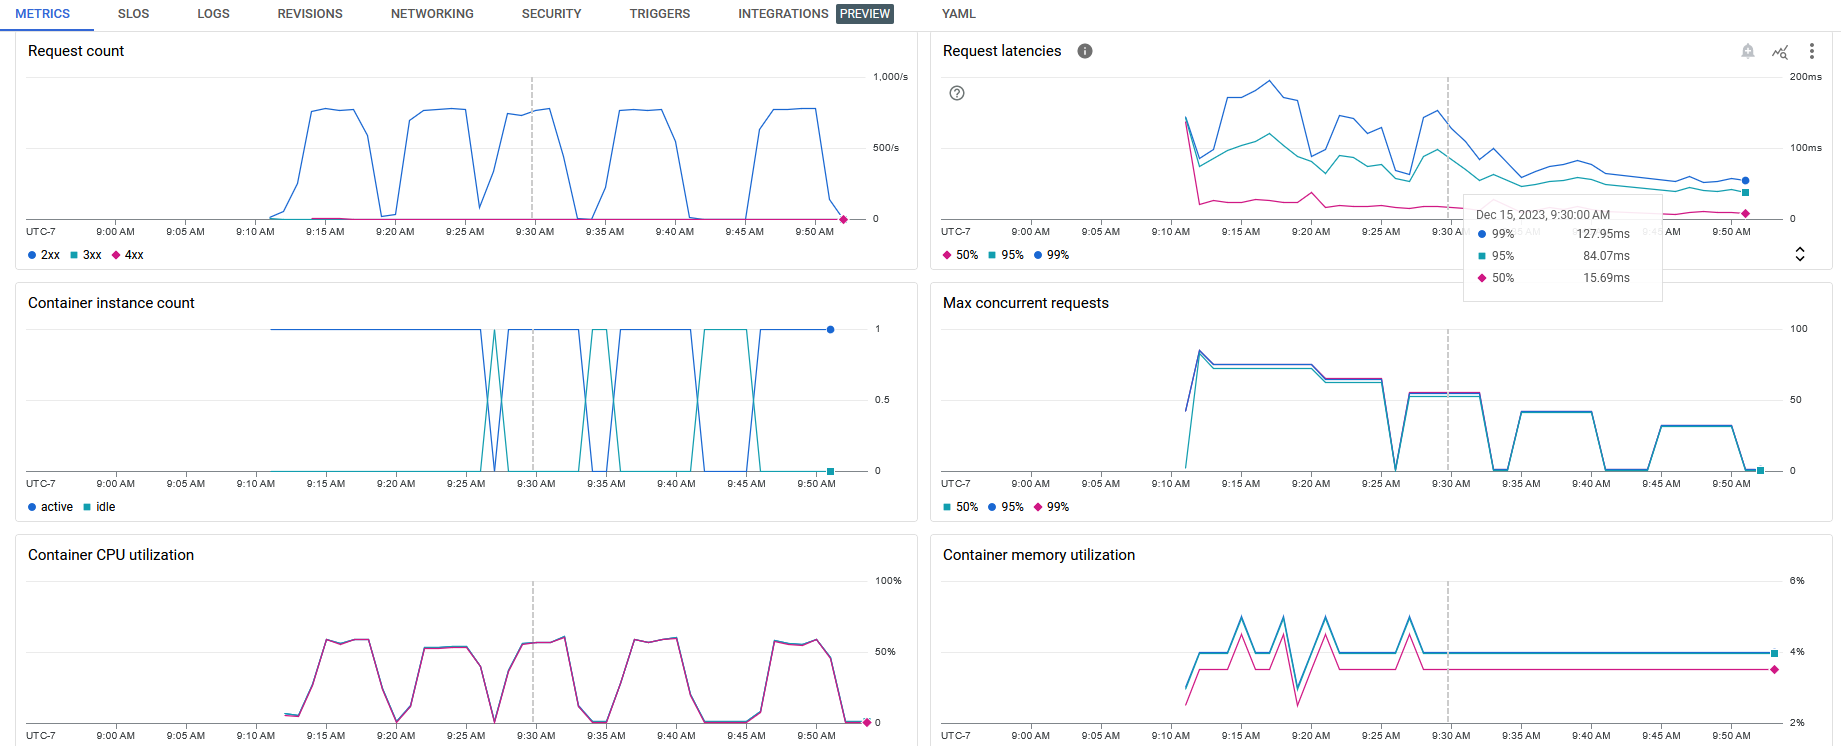 METRICS SLOS LOGS REVISIONS NETWORKING SECURITY TRIGGERS INTEGRATIONS PREVIEW YAML
Request count
1,000/s
500/s
0
UTC-7 9:00 AM 9:05 AM 9:10 AM 9:15 AM 9:20 AM 9:25 AM 9:30 AM 9:35 AM 9:40 AM 9:45 AM 9:50 AM
2xx 3xx 4xx
Request latencies
200ms
100ms
0
UTC-7 9:00 AM 9:05 AM 9:10 AM 9:15 AM 9:20 AM 9:25 AM 9:30 AM 9:35 AM 9:40 AM 9:45 AM 9:50 AM
50% 95% 99%
Dec 15, 2023, 9:30:00 AM
99% 127.95ms
95% 84.07ms
50% 15.69ms
Container instance count
1
0.5
0
UTC-7 9:00 AM 9:05 AM 9:10 AM 9:15 AM 9:20 AM 9:25 AM 9:30 AM 9:35 AM 9:40 AM 9:45 AM 9:50 AM
active idle
Max concurrent requests
100
50
0
UTC-7 9:00 AM 9:05 AM 9:10 AM 9:15 AM 9:20 AM 9:25 AM 9:30 AM 9:35 AM 9:40 AM 9:45 AM 9:50 AM
50% 95% 99%
Container CPU utilization
100%
50%
0
UTC-7 9:00 AM 9:05 AM 9:10 AM 9:15 AM 9:20 AM 9:25 AM 9:30 AM 9:35 AM 9:40 AM 9:45 AM 9:50 AM
Container memory utilization
6%
4%
2%
UTC-7 9:00 AM 9:05 AM 9:10 AM 9:15 AM 9:20 AM 9:25 AM 9:30 AM 9:35 AM 9:40 AM 9:45 AM 9:50 AM